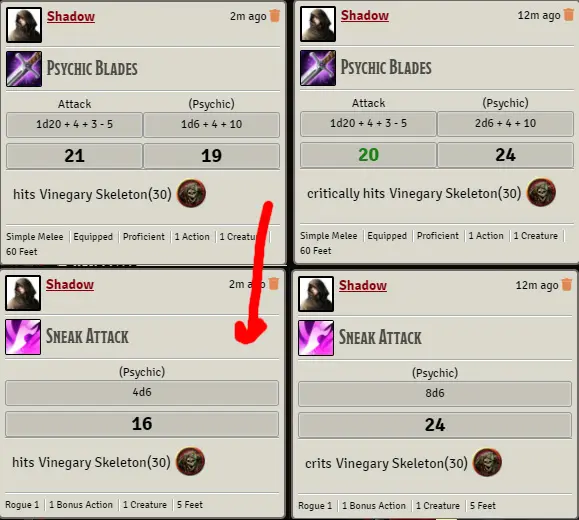 Shadow
2m ago
Psychic Blades
Attack
(Psychic)
1d20 + 4 + 3 - 5
1d6 + 4 + 10
21
19
hits Vinegary Skeleton(30)
Simple Melee Equipped Proficient 1 Action 1 Creature
60 Feet
Shadow
2m ago
Sneak Attack
(Psychic)
4d6
16
hits Vinegary Skeleton(30)
Rogue 1 1 Bonus Action 1 Creature 5 Feet
Shadow
12m ago
Psychic Blades
Attack
(Psychic)
1d20 + 4 + 3 - 5
2d6 + 4 + 10
20
24
critically hits Vinegary Skeleton(30)
Simple Melee Equipped Proficient 1 Action 1 Creature
60 Feet
Shadow
12m ago
Sneak Attack
(Psychic)
8d6
24
crits Vinegary Skeleton(30)
Rogue 1 1 Bonus Action 1 Creature 5 Feet